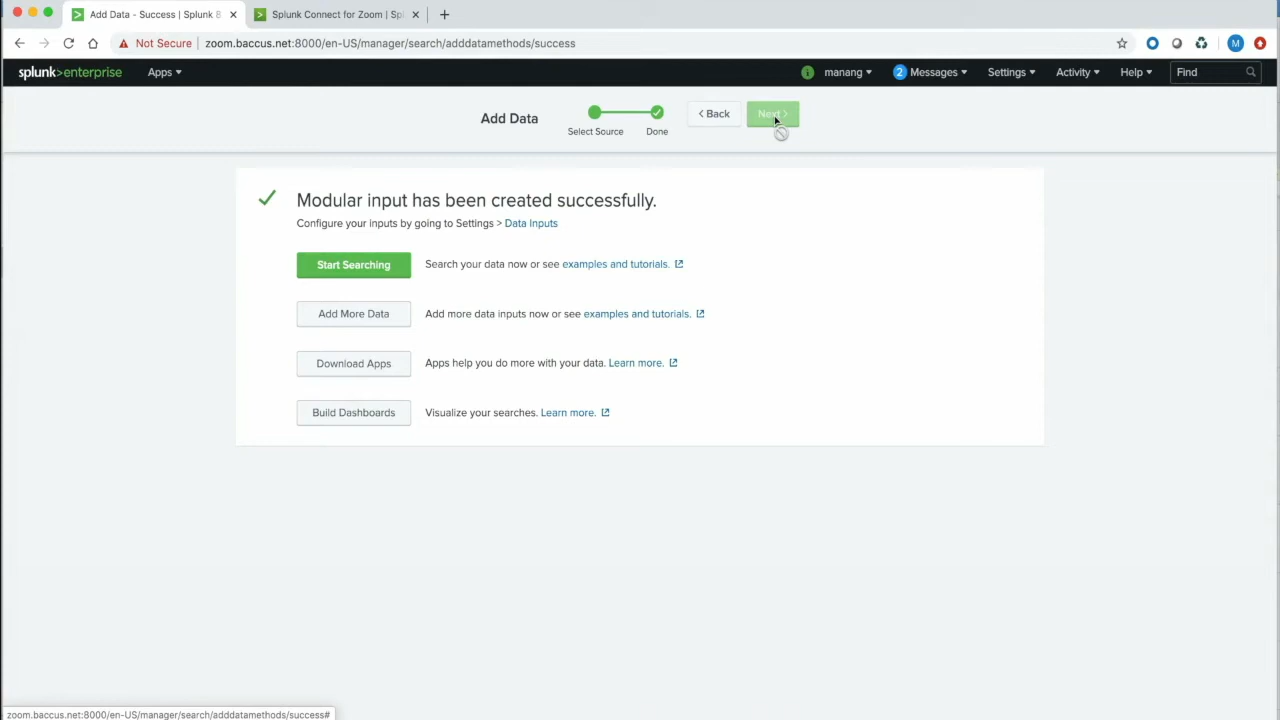 Add Data - Success | Splunk 8
Splunk Connect for Zoom | Spl
Not Secure | zoom.baccus.net:8000/en-US/manager/search/adddatamethods/success
M
splunk>enterprise Apps i manang 2 Messages Settings Activity Help Find
Add Data Select Source Done < Back Next >
Modular input has been created successfully.
Configure your inputs by going to Settings > Data Inputs
Start Searching Search your data now or see examples and tutorials.
Add More Data Add more data inputs now or see examples and tutorials.
Download Apps Apps help you do more with your data. Learn more.
Build Dashboards Visualize your searches. Learn more.
zoom.baccus.net:8000/en-US/manager/search/adddatamethods/success#